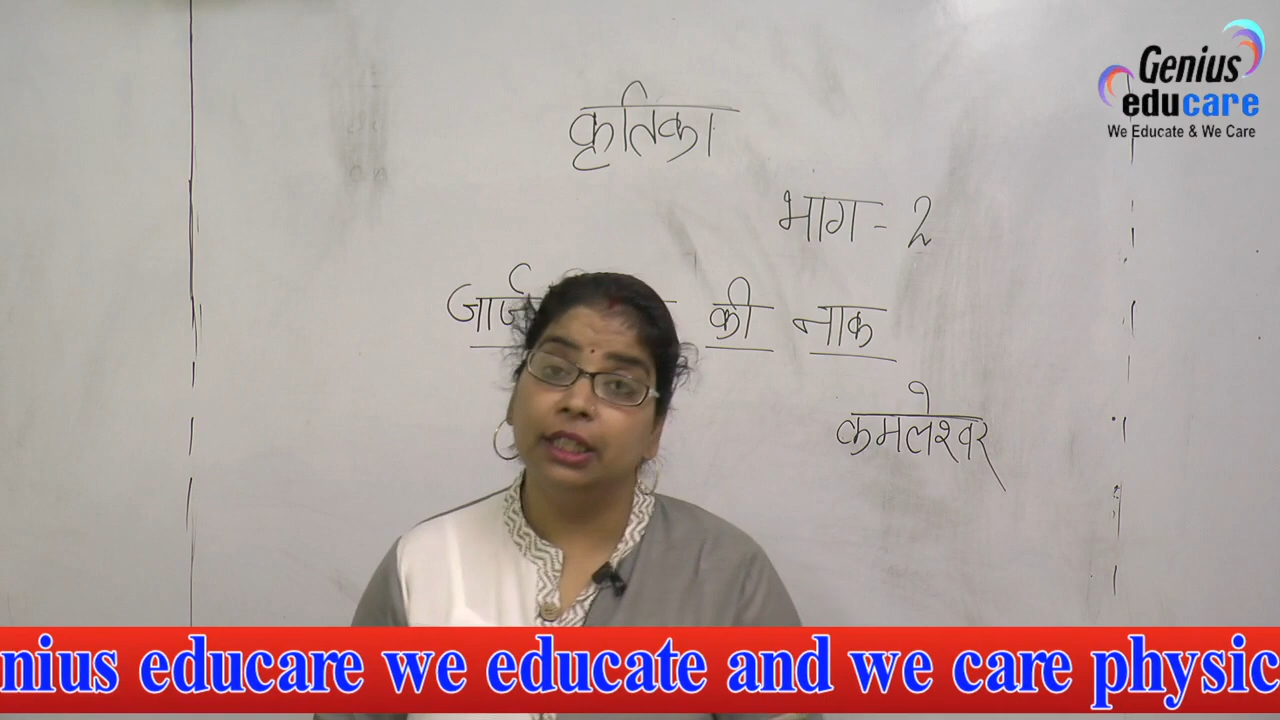 Genius
educare
We Educate & We Care
कृतिका
भाग - 2
की नाक
कमलेश्वर
nius educare we educate and we care physic